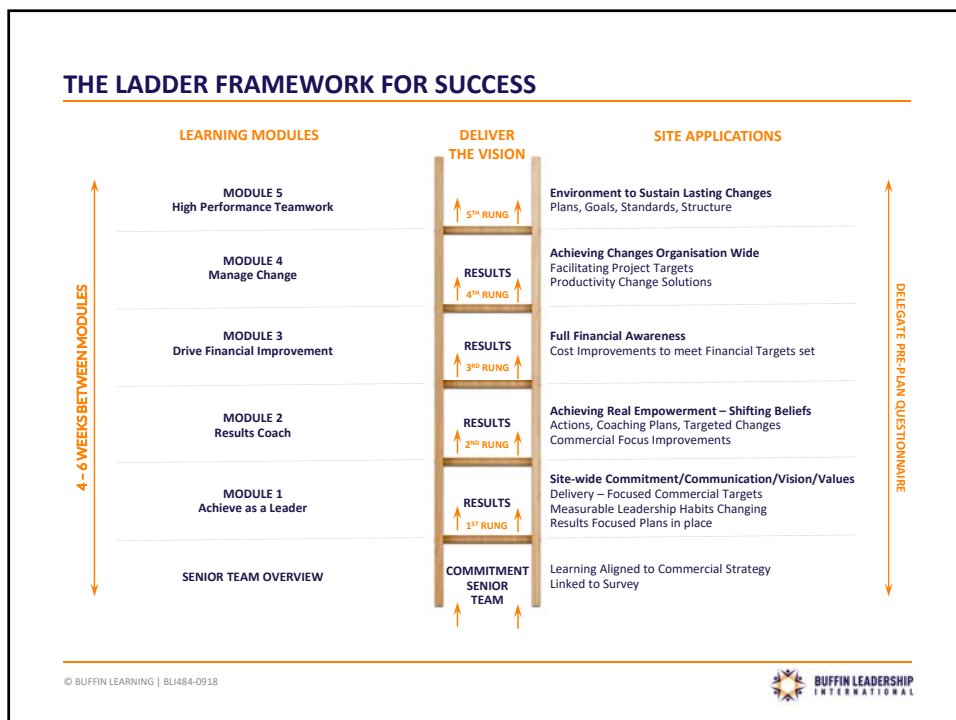 THE LADDER FRAMEWORK FOR SUCCESS
LEARNING MODULES
DELIVER
THE VISION
SITE APPLICATIONS
4 – 6 WEEKS BETWEEN MODULES
DELEGATE PRE-PLAN QUESTIONNAIRE
MODULE 5
High Performance Teamwork
5TH RUNG
Environment to Sustain Lasting Changes
Plans, Goals, Standards, Structure
MODULE 4
Manage Change
RESULTS
4TH RUNG
Achieving Changes Organisation Wide
Facilitating Project Targets
Productivity Change Solutions
MODULE 3
Drive Financial Improvement
RESULTS
3RD RUNG
Full Financial Awareness
Cost Improvements to meet Financial Targets set
MODULE 2
Results Coach
RESULTS
2ND RUNG
Achieving Real Empowerment – Shifting Beliefs
Actions, Coaching Plans, Targeted Changes
Commercial Focus Improvements
MODULE 1
Achieve as a Leader
RESULTS
1ST RUNG
Site-wide Commitment/Communication/Vision/Values
Delivery – Focused Commercial Targets
Measurable Leadership Habits Changing
Results Focused Plans in place
SENIOR TEAM OVERVIEW
COMMITMENT
SENIOR
TEAM
Learning Aligned to Commercial Strategy
Linked to Survey
© BUFFIN LEARNING | BLI484-0918
BUFFIN LEADERSHIP
INTERNATIONAL